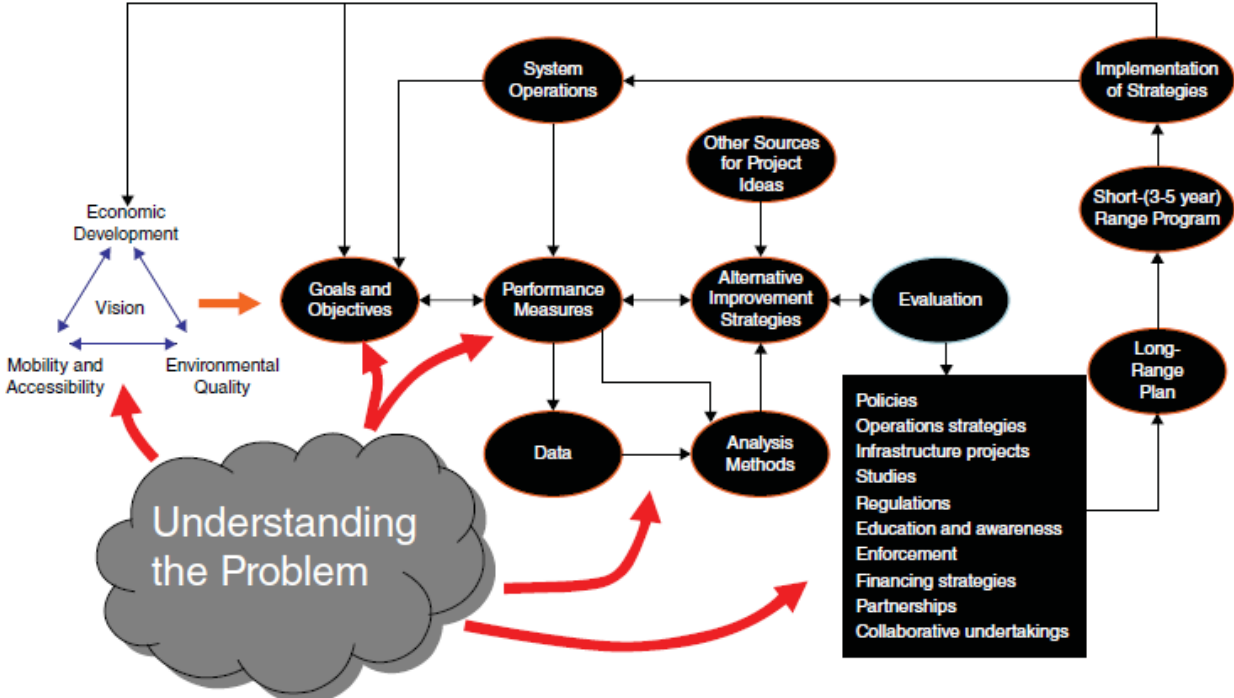 System
Operations
Implementation
of Strategies
Other Sources
for Project
Ideas
Short-(3-5 year)
Range Program
Economic
Development
Vision
Mobility and
Accessibility
Environmental
Quality
Goals and
Objectives
Performance
Measures
Alternative
Improvement
Strategies
Evaluation
Long-
Range
Plan
Data
Analysis
Methods
Policies
Operations strategies
Infrastructure projects
Studies
Regulations
Education and awareness
Enforcement
Financing strategies
Partnerships
Collaborative undertakings
Understanding
the Problem